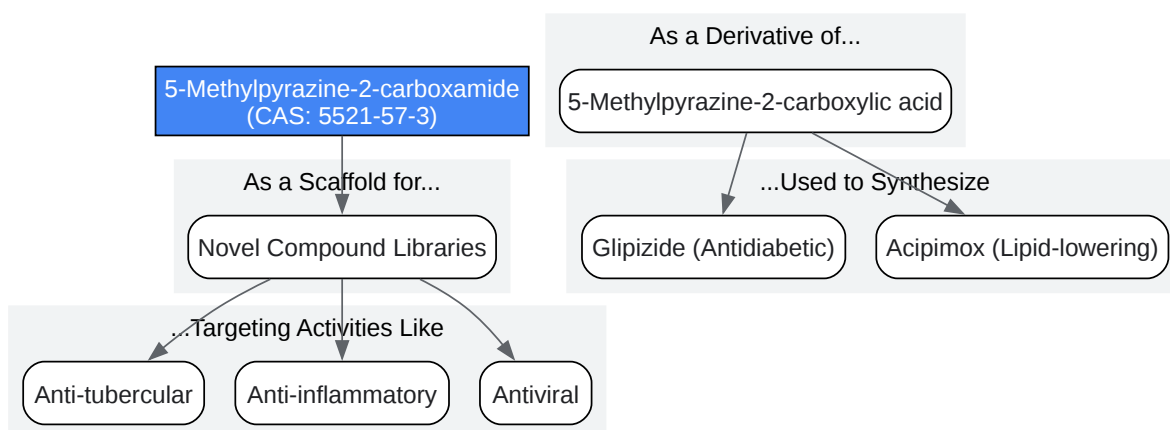 As a Derivative of...
5-Methylpyrazine-2-carboxamide
(CAS: 5521-57-3)
5-Methylpyrazine-2-carboxylic acid
As a Scaffold for...
...Used to Synthesize
Novel Compound Libraries
Glipizide (Antidiabetic)
Acipimox (Lipid-lowering)
...Targeting Activities Like
Anti-tubercular
Anti-inflammatory
Antiviral